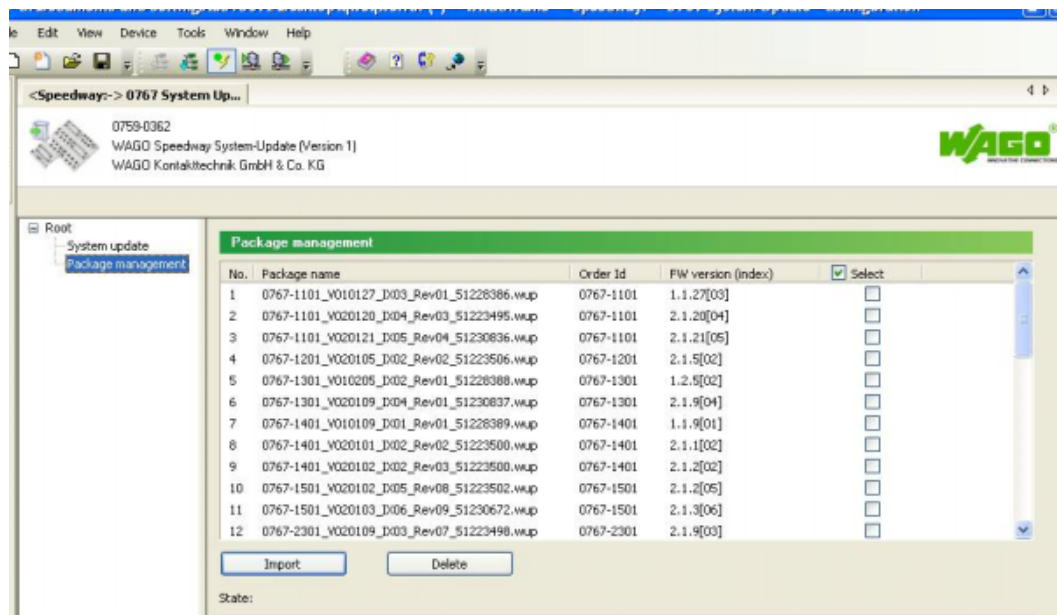 Edit View Device Tools Window Help
<Speedway:-> 0767 System Up...
0759-0362
WAGO Speedway System-Update (Version 1)
WAGO Kontakttechnik GmbH & Co. KG
WAGO
INNOVATIVE CONNECTIONS
Root
System update
Package management
Package management
No. Package name Order Id FW version (index) Select
1 0767-1101_V010127_IX03_Rev01_51228386.wup 0767-1101 1.1.27[03]
2 0767-1101_V020120_IX04_Rev03_51223495.wup 0767-1101 2.1.20[04]
3 0767-1101_V020121_IX05_Rev04_51230836.wup 0767-1101 2.1.21[05]
4 0767-1201_V020105_IX02_Rev02_51223506.wup 0767-1201 2.1.5[02]
5 0767-1301_V010205_IX02_Rev01_51228388.wup 0767-1301 1.2.5[02]
6 0767-1301_V020109_IX04_Rev01_51230837.wup 0767-1301 2.1.9[04]
7 0767-1401_V010109_IX01_Rev01_51228389.wup 0767-1401 1.1.9[01]
8 0767-1401_V020101_IX02_Rev02_51223500.wup 0767-1401 2.1.1[02]
9 0767-1401_V020102_IX02_Rev03_51223500.wup 0767-1401 2.1.2[02]
10 0767-1501_V020102_IX05_Rev08_51223502.wup 0767-1501 2.1.2[05]
11 0767-1501_V020103_IX06_Rev09_51230672.wup 0767-1501 2.1.3[06]
12 0767-2301_V020109_IX03_Rev07_51223498.wup 0767-2301 2.1.9[03]
Import Delete
State: